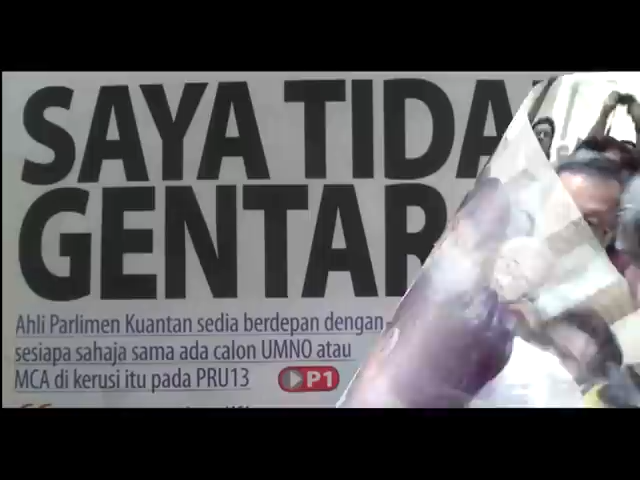 SAYA TIDA
GENTAR
Ahli Parlimen Kuantan sedia berdepan dengan
sesiapa sahaja sama ada calon UMNO atau
MCA di kerusi itu pada PRU13 P1